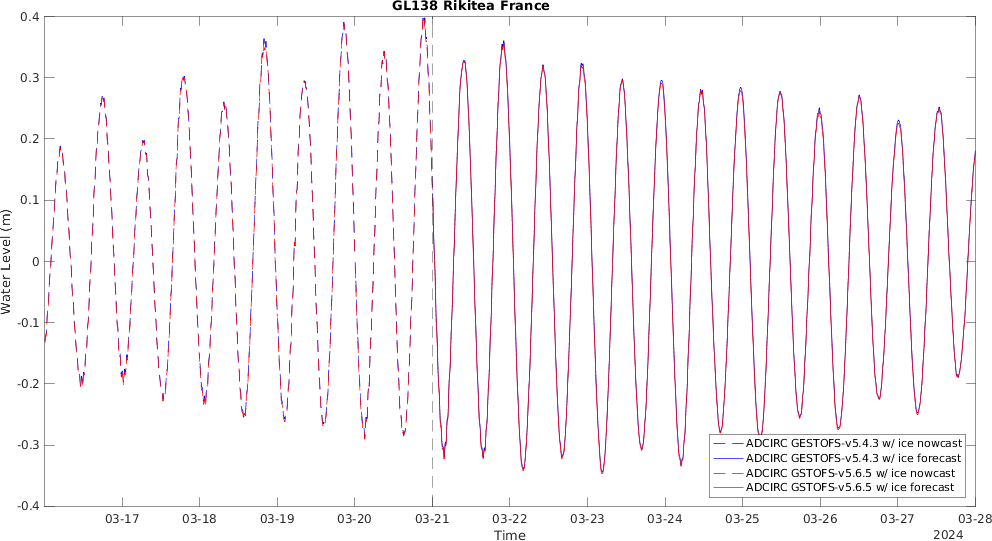 GL138 Rikitea France
0.4
0.3
0.2
0.1
0
-0.1
-0.2
-0.3
-0.4
Water Level (m)
ADCIRC GESTOFS-v5.4.3 w/ ice nowcast
ADCIRC GESTOFS-v5.4.3 w/ ice forecast
ADCIRC GSTOFS-v5.6.5 w/ ice nowcast
ADCIRC GSTOFS-v5.6.5 w/ ice forecast
03-17 03-18 03-19 03-20 03-21 03-22 03-23 03-24 03-25 03-26 03-27 03-28
Time
2024